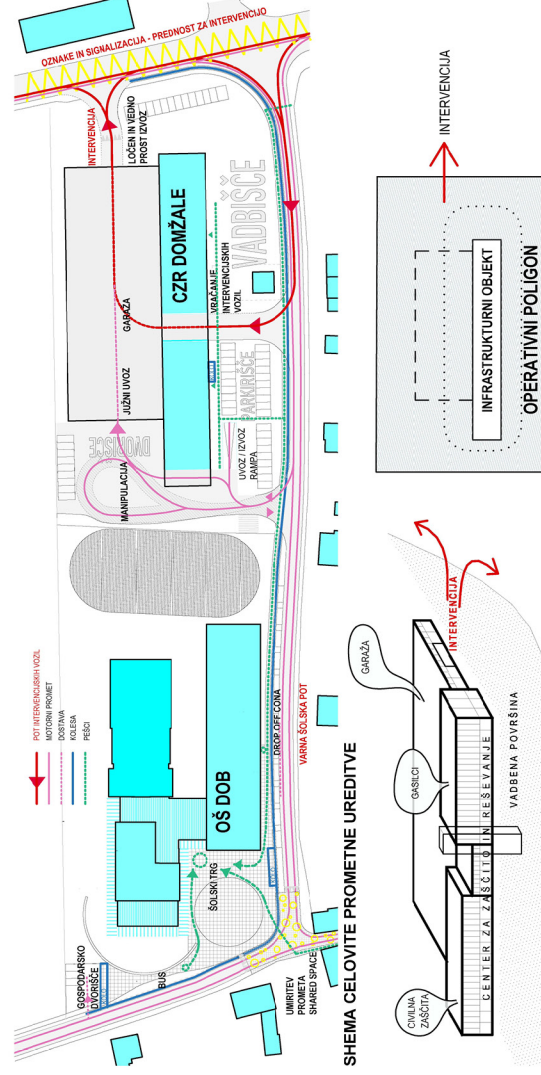 OZNAKE IN SIGNALIZACIJA - PREDNOST ZA INTERVENCIJO
INTERVENCIJA
LOČEN IN VEDNO
PROST IZVOZ
GARAŽA
JUŽNI UVOZ
CZR DOMŽALE
VADBIŠČE
VRAČANJE
INTERVENCIJSKIH
VOZIL
PARKIRIŠČE
DVORIŠČE
MANIPULACIJA
UVOZ / IZVOZ
RAMPA
POT INTERVENCIJSKIH VOZIL
MOTORNI PROMET
DOSTAVA
KOLESA
PEŠCI
OŠ DOB
DROP OFF CONA
VARNA ŠOLSKA POT
ŠOLSKI TRG
GOSPODARSKO
DVORIŠČE
BUS
UMIRITEV
PROMETA
SHARED SPACE
SHEMA CELOVITE PROMETNE UREDITVE
INTERVENCIJA
INFRASTRUKTURNI OBJEKT
OPERATIVNI POLIGON
CIVILNA
ZAŠČITA
GASILCI
GARAŽA
CENTER ZA ZAŠČITO IN REŠEVANJE
INTERVENCIJA
VADBENA POVRŠINA